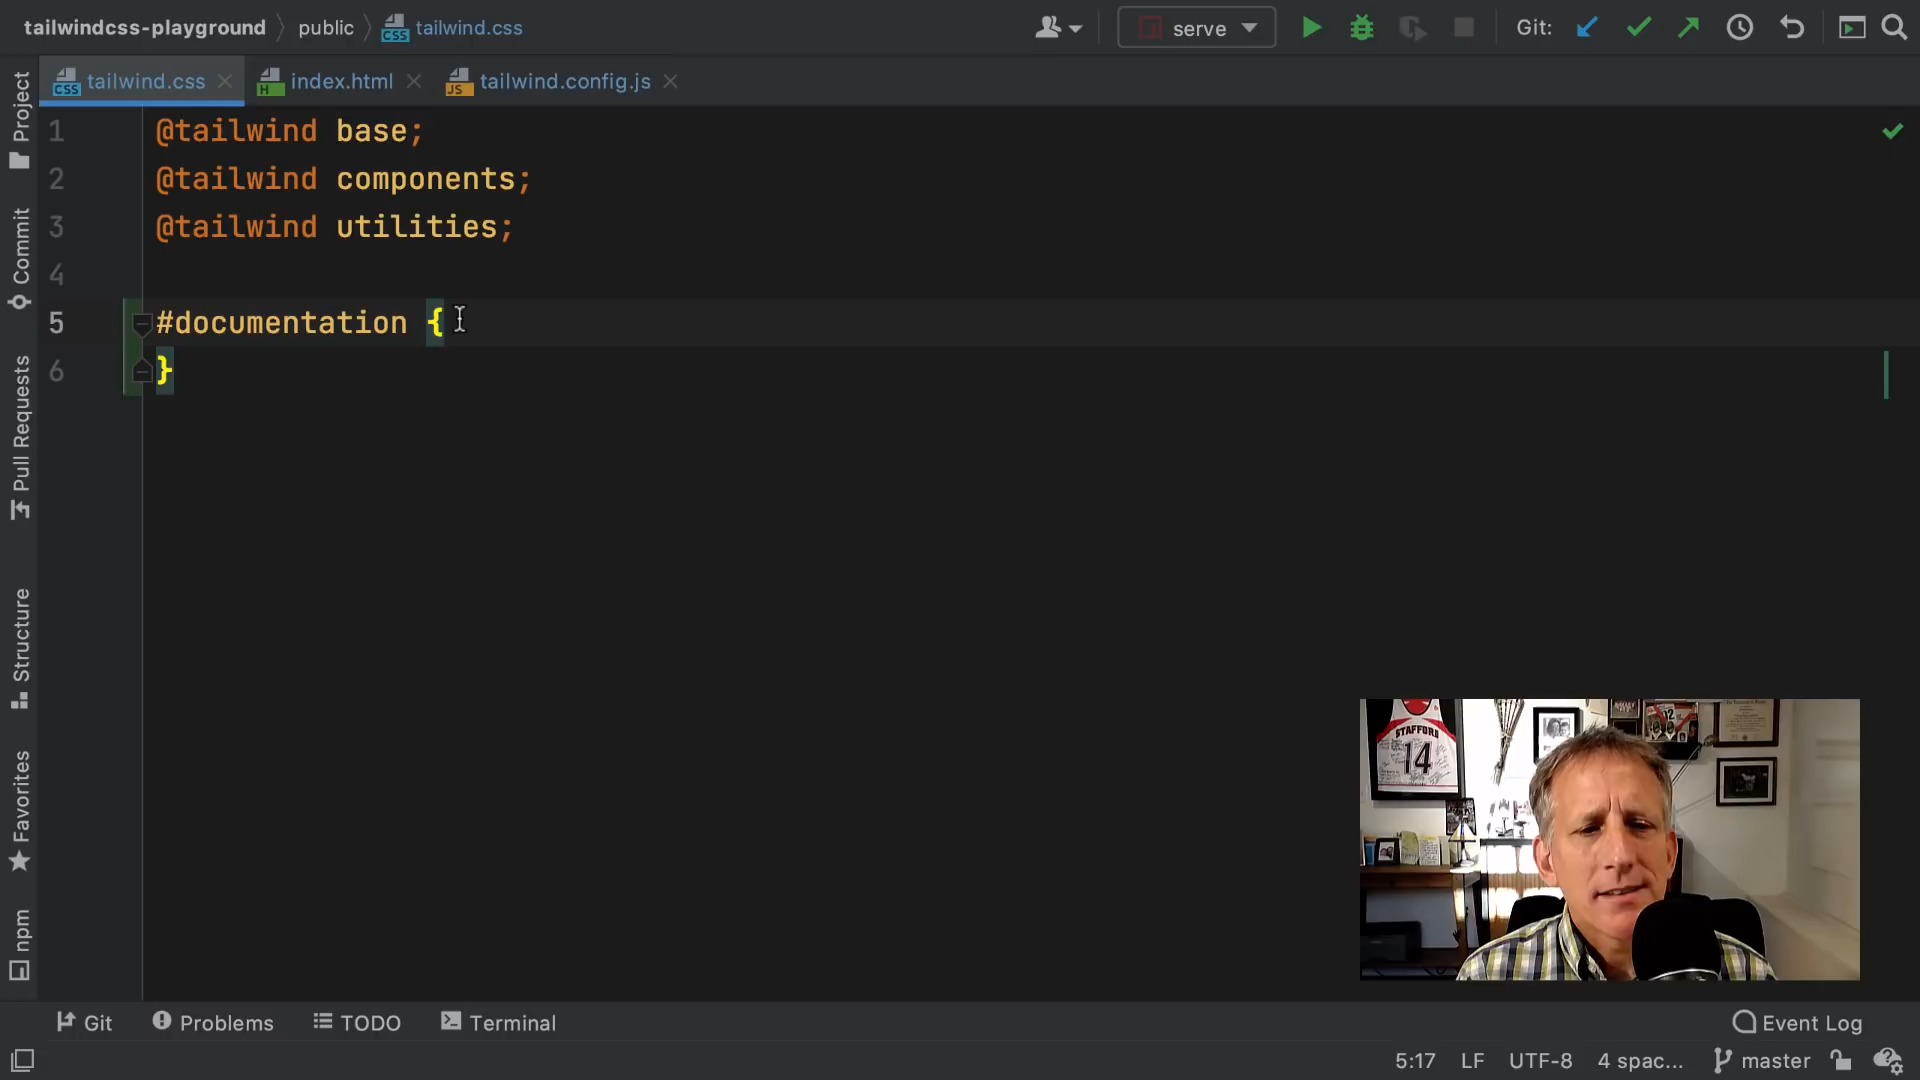 tailwindcss-playground
public
tailwind.css
serve
Git:
tailwind.css
index.html
tailwind.config.js
Project
Commit
Pull Requests
Structure
Favorites
npm
1 @tailwind base;
2 @tailwind components;
3 @tailwind utilities;
4
5 #documentation {
6 }
STAFFORD
14
Git
Problems
TODO
Terminal
Event Log
5:17
LF
UTF-8
4 spac...
master